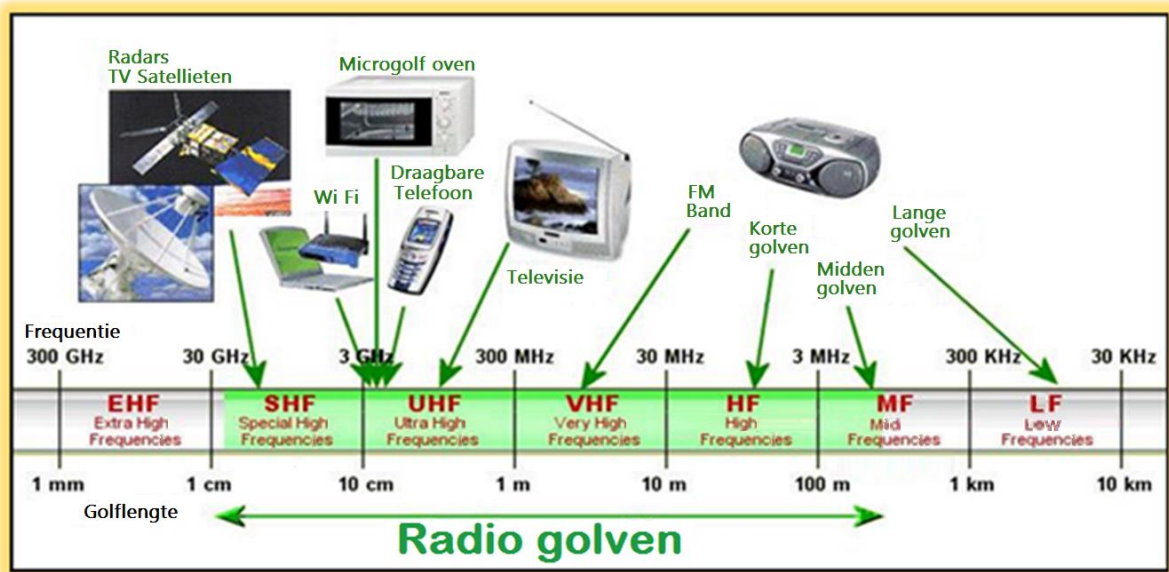 Radars
TV Satellieten
Microgolf oven
Wi Fi
Draagbare
Telefoon
Televisie
FM
Band
Korte
golven
Midden
golven
Lange
golven
Frequentie
300 GHz 30 GHz 3 GHz 300 MHz 30 MHz 3 MHz 300 KHz 30 KHz
EHF SHF UHF VHF HF MF LF
Extra High Special High Ultra High Very High High Mid Low
Frequencies Frequencies Frequencies Frequencies Frequencies Frequencies Frequencies
1 mm 1 cm 10 cm 1 m 10 m 100 m 1 km 10 km
Golflengte
Radio golven